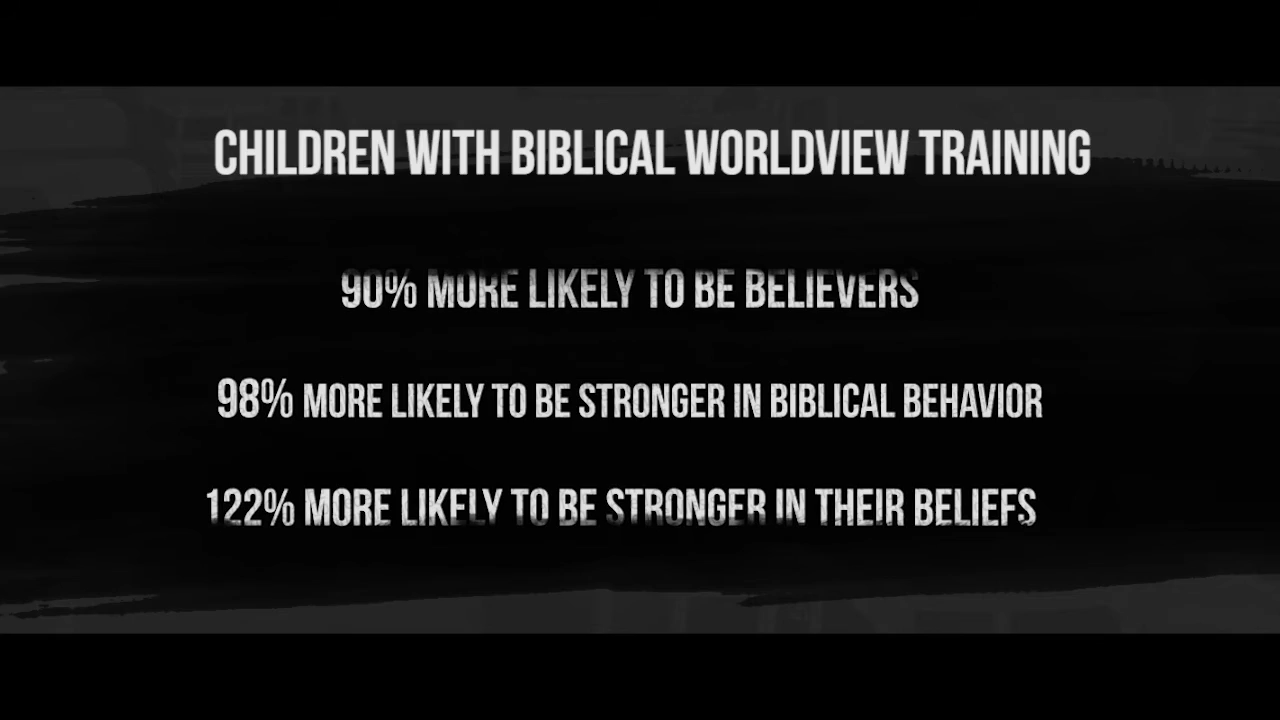 CHILDREN WITH BIBLICAL WORLDVIEW TRAINING
90% MORE LIKELY TO BE BELIEVERS
98% MORE LIKELY TO BE STRONGER IN BIBLICAL BEHAVIOR
122% MORE LIKELY TO BE STRONGER IN THEIR BELIEFS